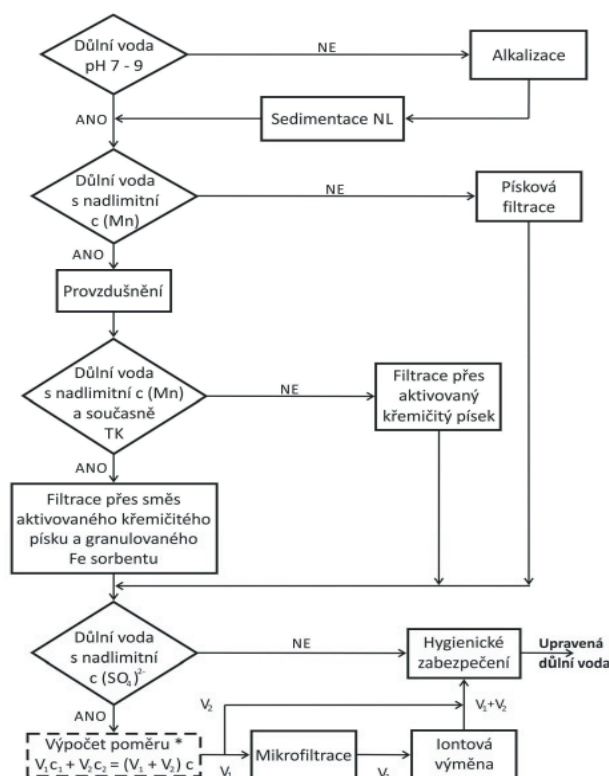 Důlní voda
pH 7 - 9
NE
Alkalizace
ANO
Sedimentace NL
Důlní voda
s nadlimitní
c (Mn)
NE
Písková
filtrace
ANO
Provzdušnění
Důlní voda
s nadlimitní c (Mn)
a současně
TK
NE
Filtrace přes
aktivovaný
křemičitý písek
ANO
Filtrace přes směs
aktivovaného křemičitého
písku a granulovaného
Fe sorbentu
Důlní voda
s nadlimitní
c (SO₄)²⁻
NE
Hygienické
zabezpečení
Upravená
důlní voda
ANO
V₂
V₁+V₂
Výpočet poměru *
V₁c₁ + V₂c₂ = (V₁ + V₂) c
V₁
Mikrofiltrace
Iontová
výměna